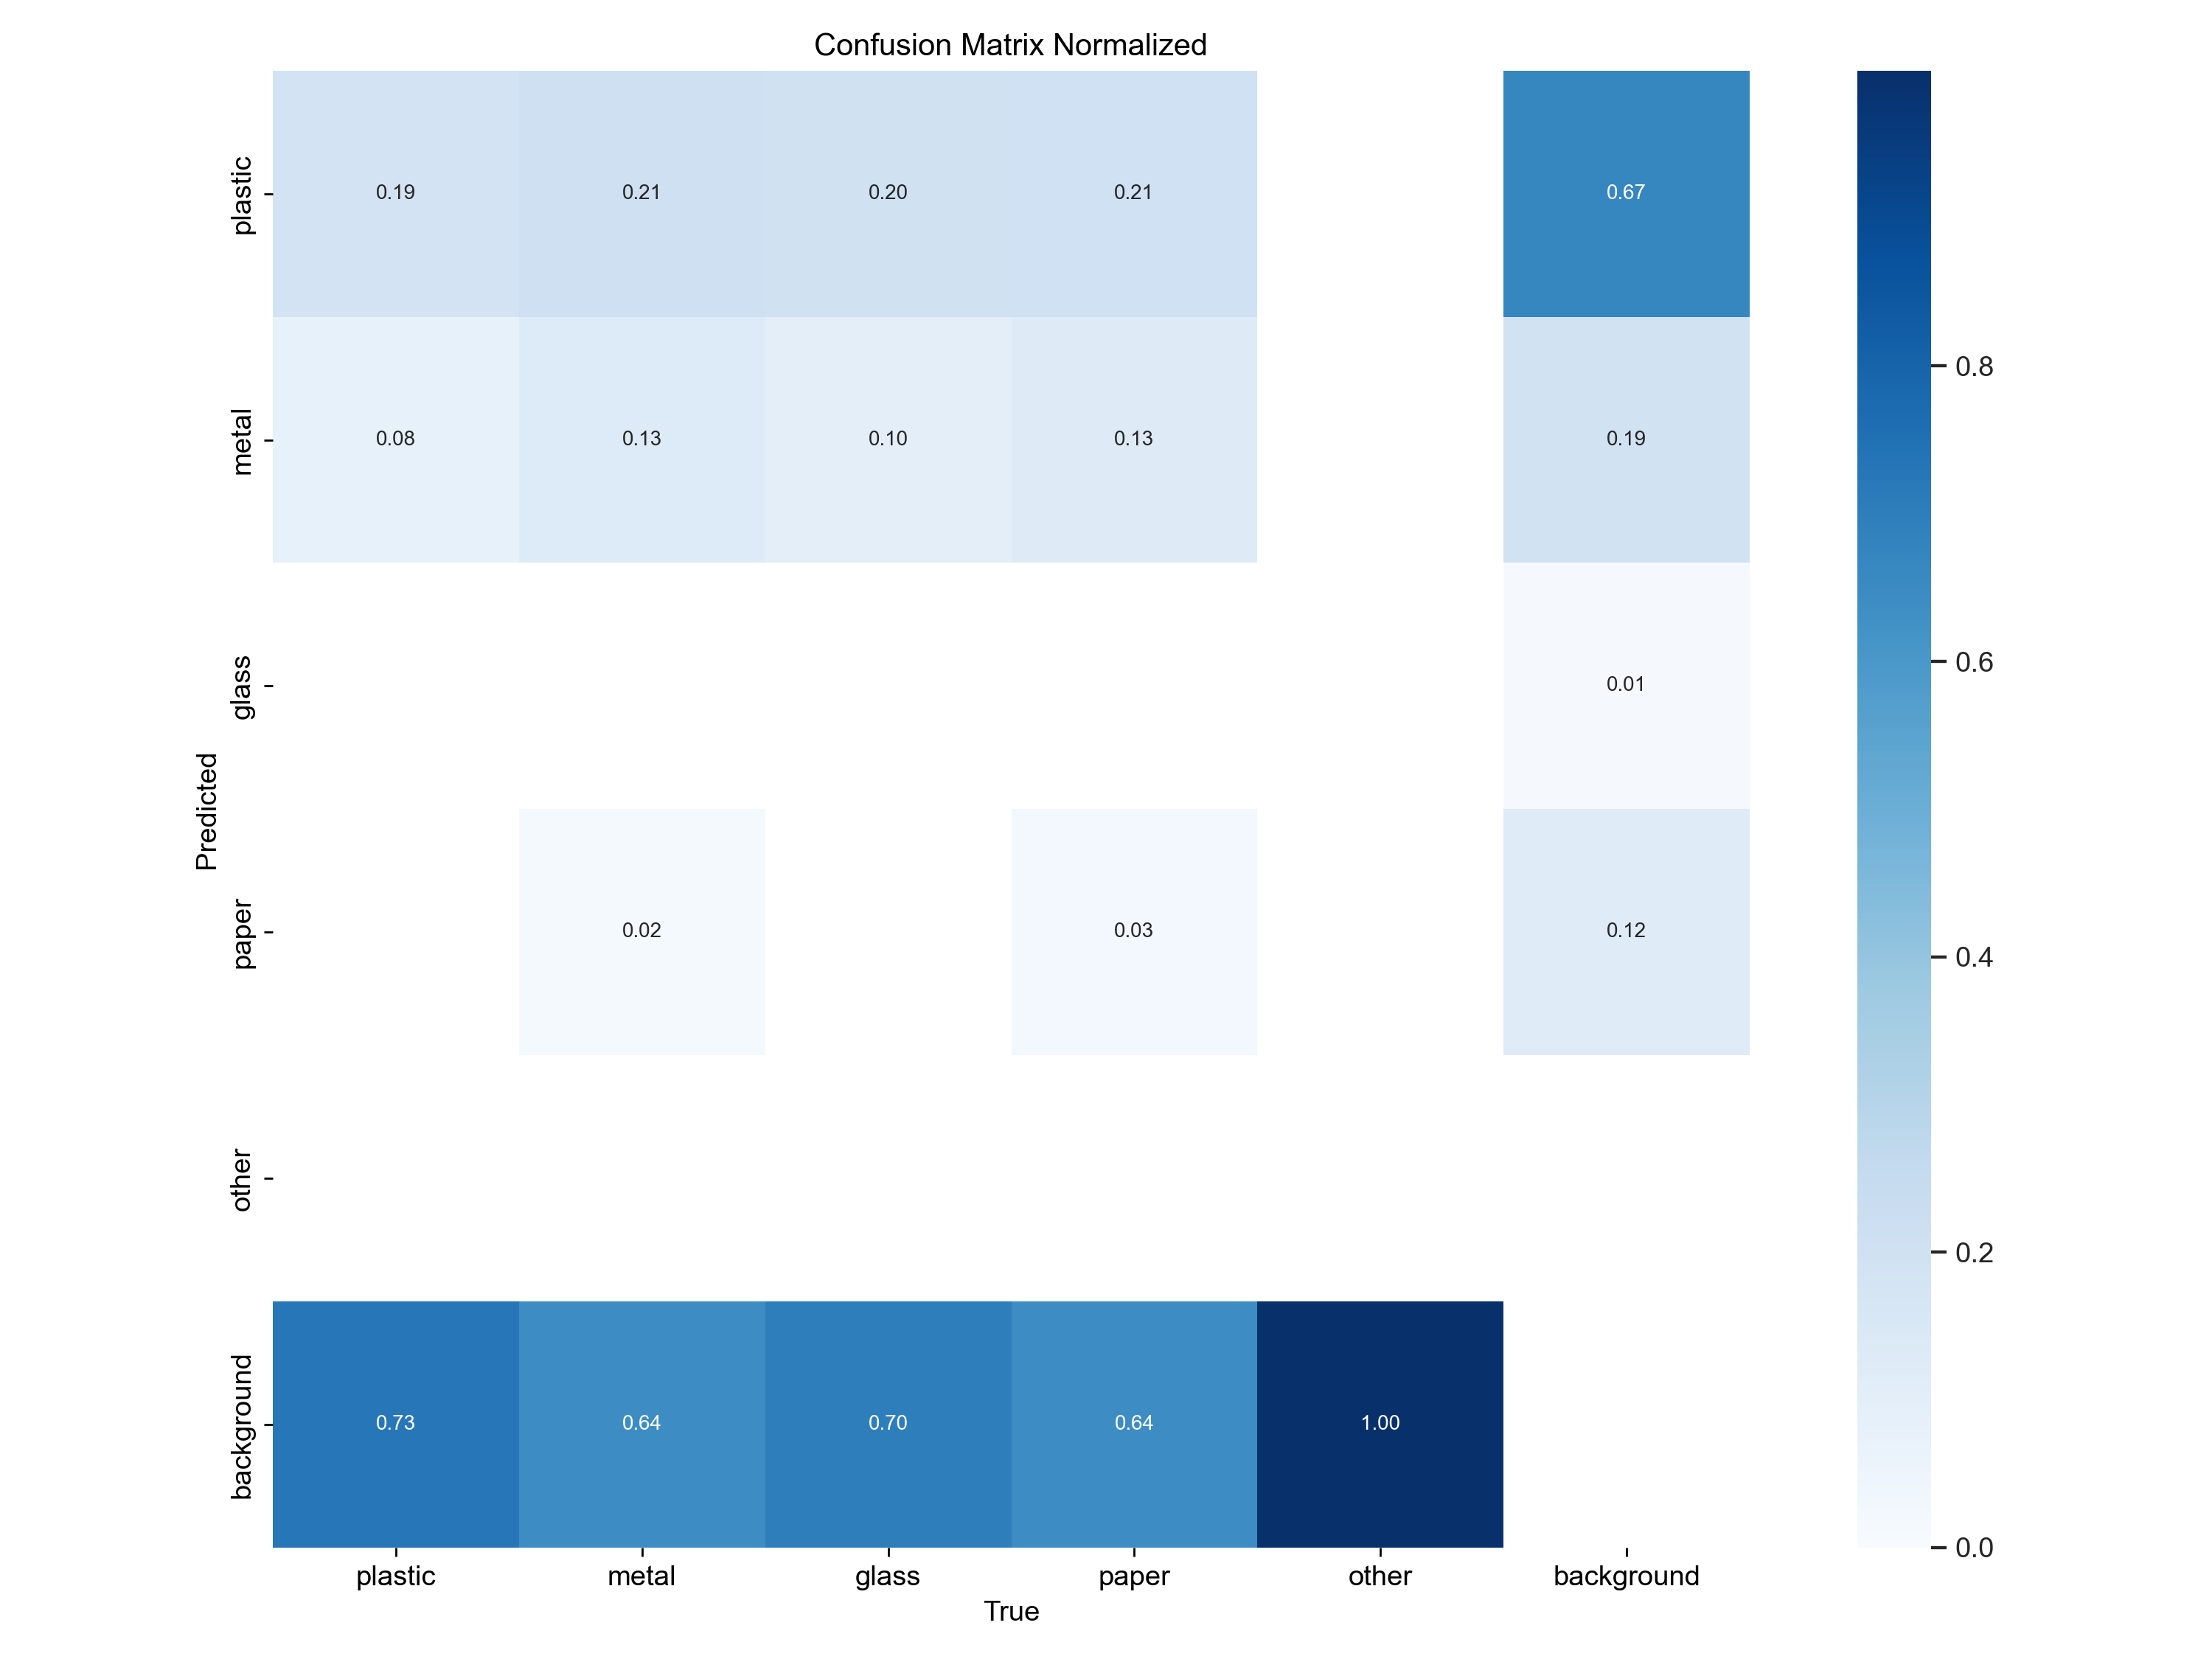 Confusion Matrix Normalized
plastic
0.19 0.21 0.20 0.21 0.67
metal
0.08 0.13 0.10 0.13 0.19
glass
0.01
paper
0.02 0.03 0.12
other
background
0.73 0.64 0.70 0.64 1.00
Predicted
plastic metal glass paper other background
True
0.8
0.6
0.4
0.2
0.0